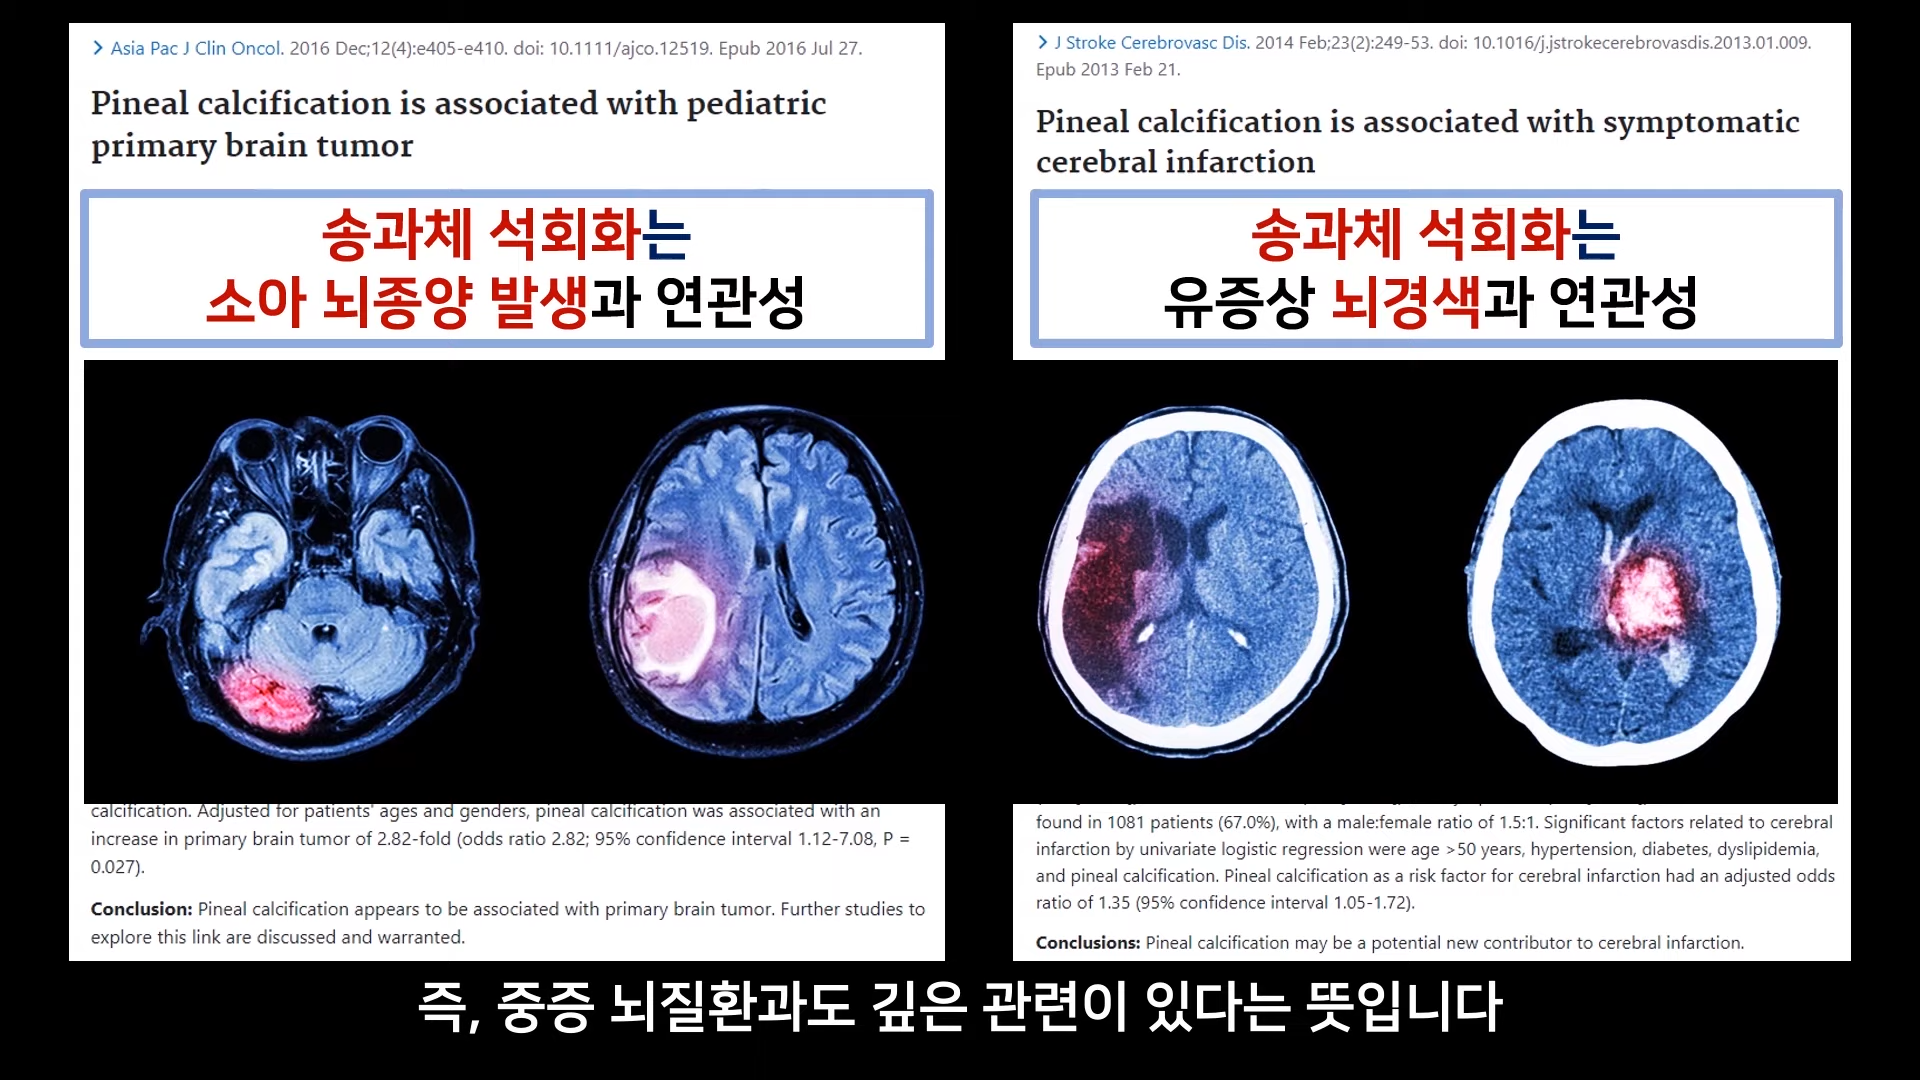 > Asia Pac J Clin Oncol. 2016 Dec;12(4):e405-e410. doi: 10.1111/ajco.12519. Epub 2016 Jul 27.
Pineal calcification is associated with pediatric
primary brain tumor
송과체 석회화는
소아 뇌종양 발생과 연관성
calcification. Adjusted for patients' ages and genders, pineal calcification was associated with an
increase in primary brain tumor of 2.82-fold (odds ratio 2.82; 95% confidence interval 1.12-7.08, P =
0.027).
Conclusion: Pineal calcification appears to be associated with primary brain tumor. Further studies to
explore this link are discussed and warranted.
> J Stroke Cerebrovasc Dis. 2014 Feb;23(2):249-53. doi: 10.1016/j.jstrokecerebrovasdis.2013.01.009.
Epub 2013 Feb 21.
Pineal calcification is associated with symptomatic
cerebral infarction
송과체 석회화는
유증상 뇌경색과 연관성
found in 1081 patients (67.0%), with a male:female ratio of 1.5:1. Significant factors related to cerebral
infarction by univariate logistic regression were age >50 years, hypertension, diabetes, dyslipidemia,
and pineal calcification. Pineal calcification as a risk factor for cerebral infarction had an adjusted odds
ratio of 1.35 (95% confidence interval 1.05-1.72).
Conclusions: Pineal calcification may be a potential new contributor to cerebral infarction.
즉, 중증 뇌질환과도 깊은 관련이 있다는 뜻입니다